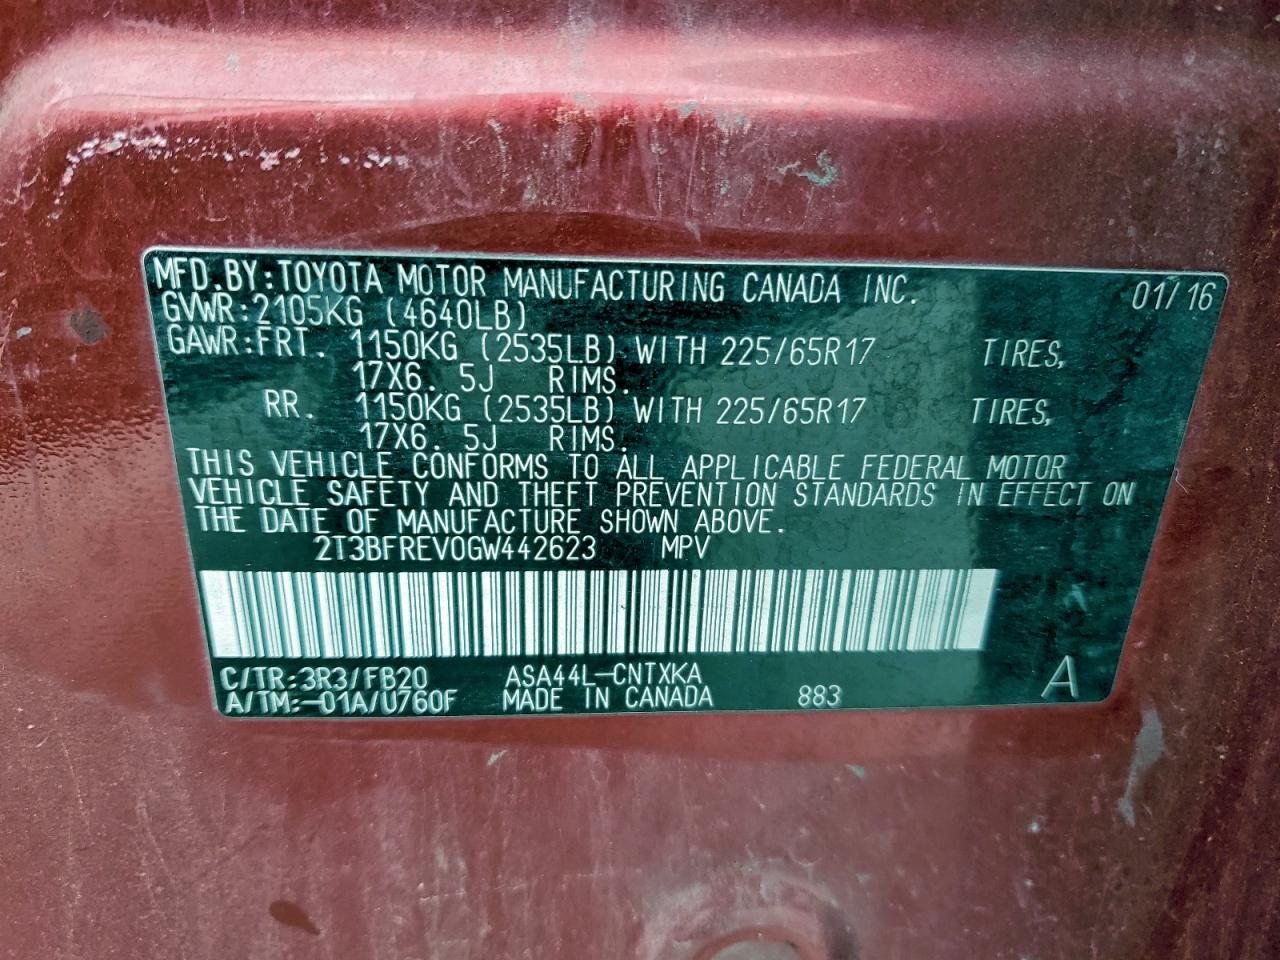 MFD.BY:TOYOTA MOTOR MANUFACTURING CANADA INC. 01/16
GVWR:2105KG (4640LB)
GAWR:FRT. 1150KG (2535LB) WITH 225/65R17 TIRES,
17X6. 5J RIMS.
RR. 1150KG (2535LB) WITH 225/65R17 TIRES,
17X6. 5J RIMS.
THIS VEHICLE CONFORMS TO ALL APPLICABLE FEDERAL MOTOR
VEHICLE SAFETY AND THEFT PREVENTION STANDARDS IN EFFECT ON
THE DATE OF MANUFACTURE SHOWN ABOVE.
2T3BFREV0GW442623 MPV
C/TR:3R3/FB20 ASA44L-CNTXKA
A/TM:-01A/U760F MADE IN CANADA 883 A